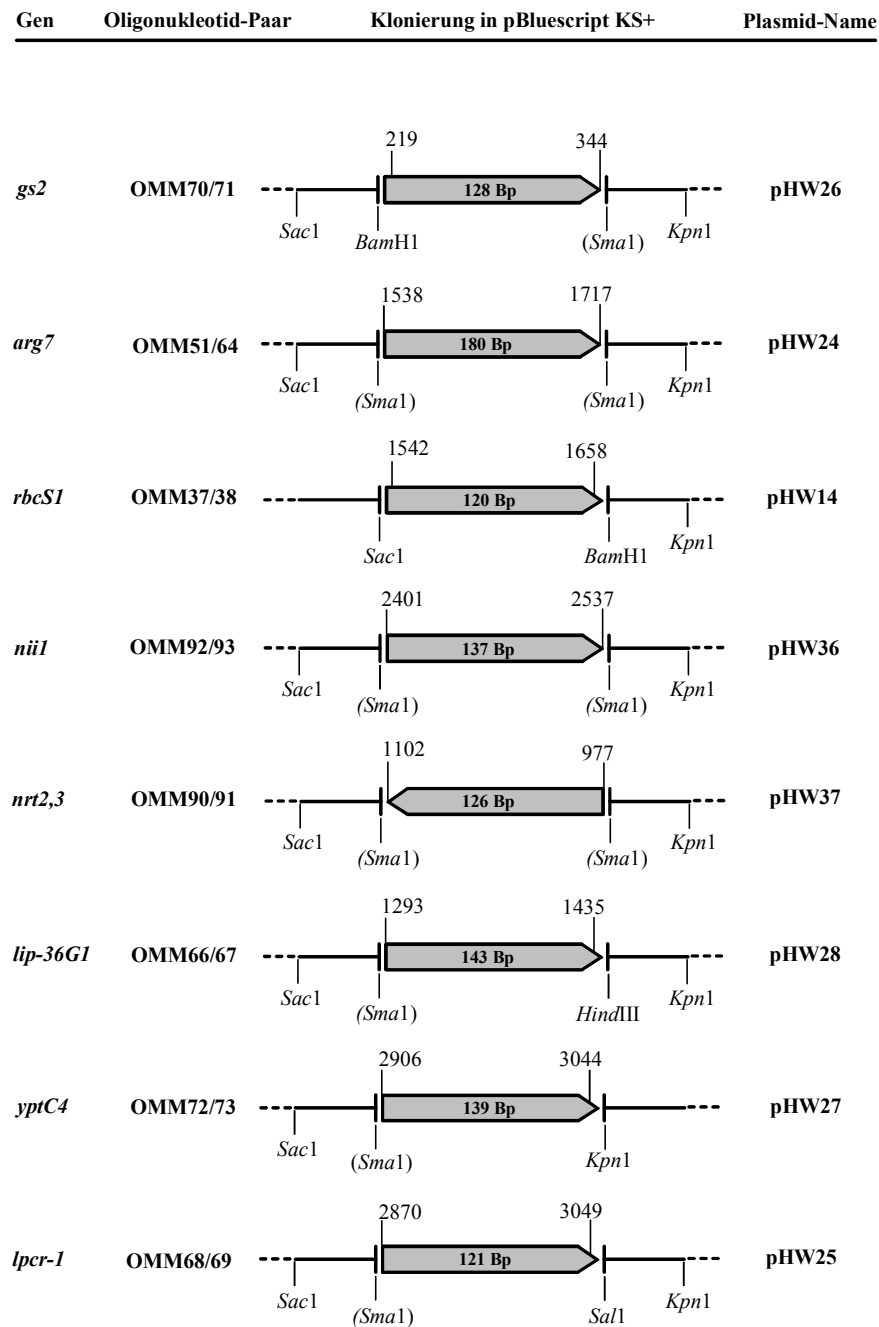 Gen Oligonukleotid-Paar Klonierung in pBluescript KS+ Plasmid-Name
219 344
gs2 OMM70/71 128 Bp pHW26
Sac1 BamH1 (Sma1) Kpn1
1538 1717
arg7 OMM51/64 180 Bp pHW24
Sac1 (Sma1) (Sma1) Kpn1
1542 1658
rbcS1 OMM37/38 120 Bp pHW14
Sac1 BamH1 Kpn1
2401 2537
nii1 OMM92/93 137 Bp pHW36
Sac1 (Sma1) (Sma1) Kpn1
1102 977
nrt2,3 OMM90/91 126 Bp pHW37
Sac1 (Sma1) (Sma1) Kpn1
1293 1435
lip-36G1 OMM66/67 143 Bp pHW28
Sac1 (Sma1) HindIII Kpn1
2906 3044
yptC4 OMM72/73 139 Bp pHW27
Sac1 (Sma1) Kpn1
2870 3049
lpcr-1 OMM68/69 121 Bp pHW25
Sac1 (Sma1) Sal1 Kpn1